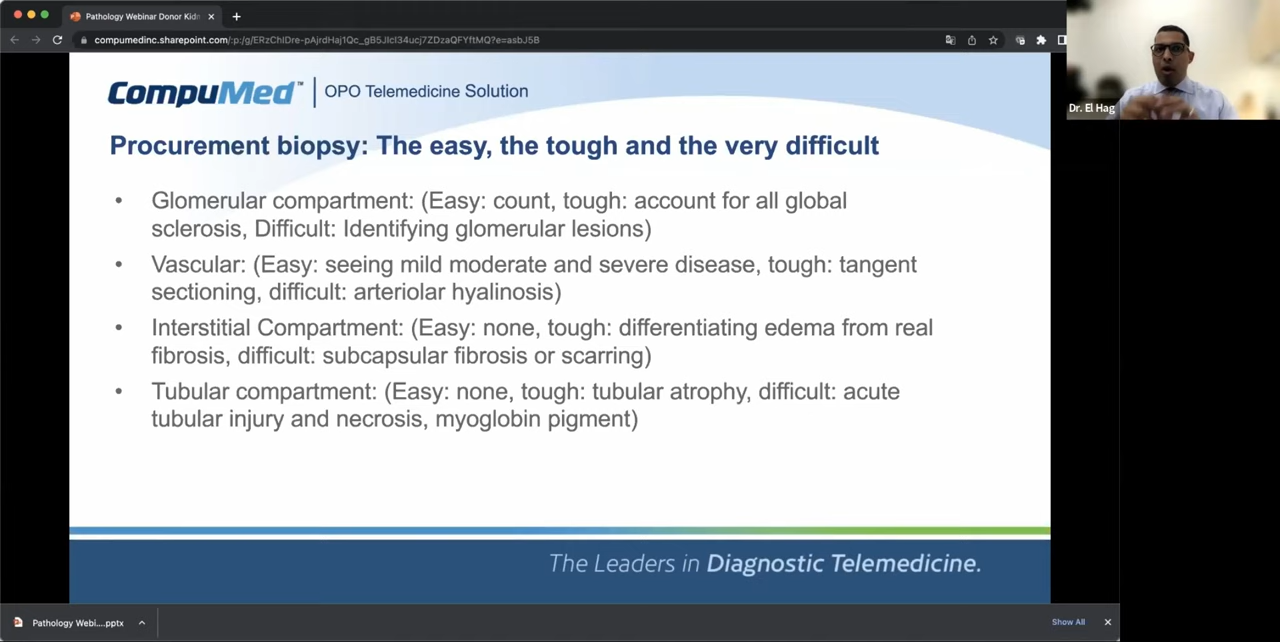 Pathology Webinar Donor Kidn
compumedinc.sharepoint.com/:p:/g/ERzChIDre-pAjrdHaj1Qc_gB5JIcI34ucj7ZDzaQFYftMQ?e=asbJ5B
Dr. El Hag
CompuMed™ | OPO Telemedicine Solution
Procurement biopsy: The easy, the tough and the very difficult
• Glomerular compartment: (Easy: count, tough: account for all global
sclerosis, Difficult: Identifying glomerular lesions)
• Vascular: (Easy: seeing mild moderate and severe disease, tough: tangent
sectioning, difficult: arteriolar hyalinosis)
• Interstitial Compartment: (Easy: none, tough: differentiating edema from real
fibrosis, difficult: subcapsular fibrosis or scarring)
• Tubular compartment: (Easy: none, tough: tubular atrophy, difficult: acute
tubular injury and necrosis, myoglobin pigment)
The Leaders in Diagnostic Telemedicine.
Pathology Webi....pptx
Show All